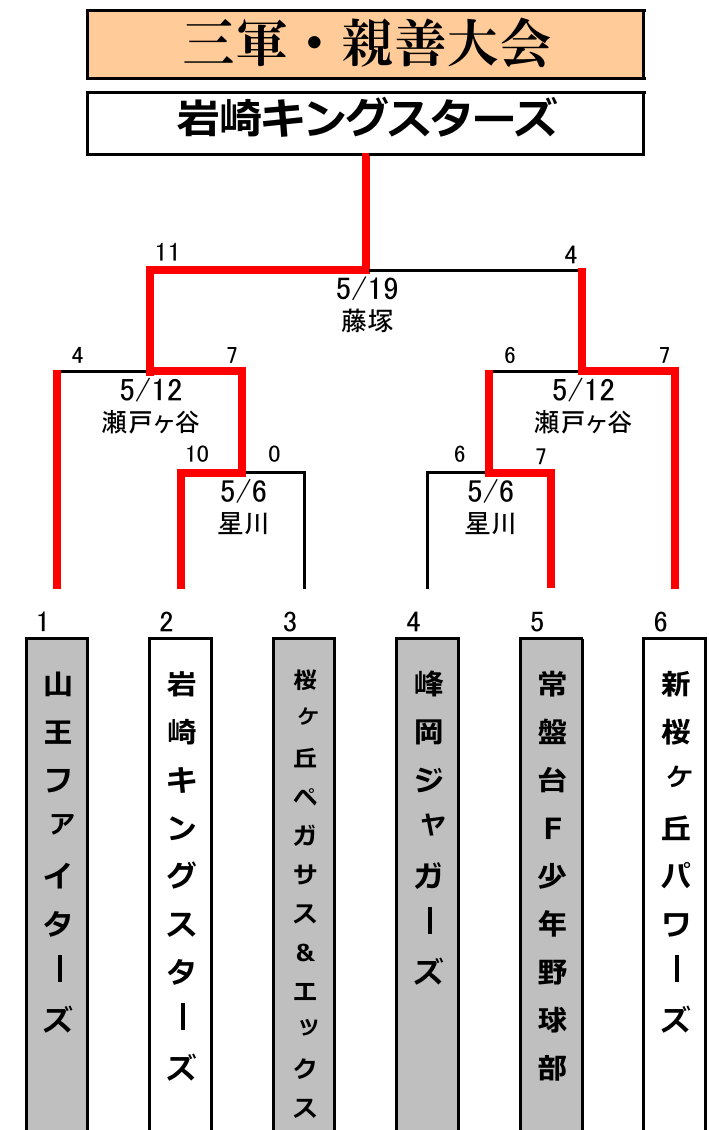 三軍・親善大会
岩崎キングスターズ
11
4
5/19
藤塚
4
7
6
7
5/12
瀬戸ヶ谷
5/12
瀬戸ヶ谷
10
0
6
7
5/6
星川
5/6
星川
1
2
3
4
5
6
山王ファイターズ
岩崎キングスターズ
桜ヶ丘ペガサス&エックス
峰岡ジャガーズ
常盤台F少年野球部
新桜ヶ丘パワーズ